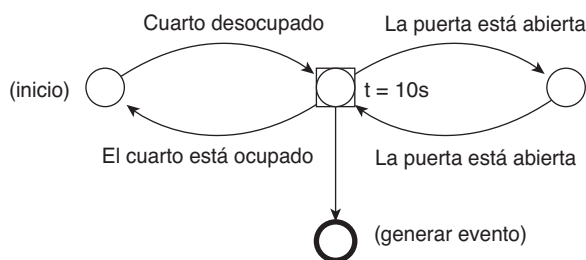 Cuarto desocupado
La puerta está abierta
(inicio)
t = 10s
El cuarto está ocupado
La puerta está abierta
(generar evento)